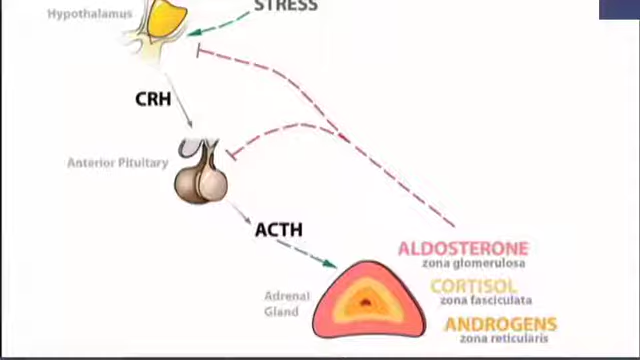 STRESS
Hypothalamus
CRH
Anterior Pituitary
ACTH
ALDOSTERONE
zona glomerulosa
CORTISOL
zona fasciculata
Adrenal
Gland
ANDROGENS
zona reticularis